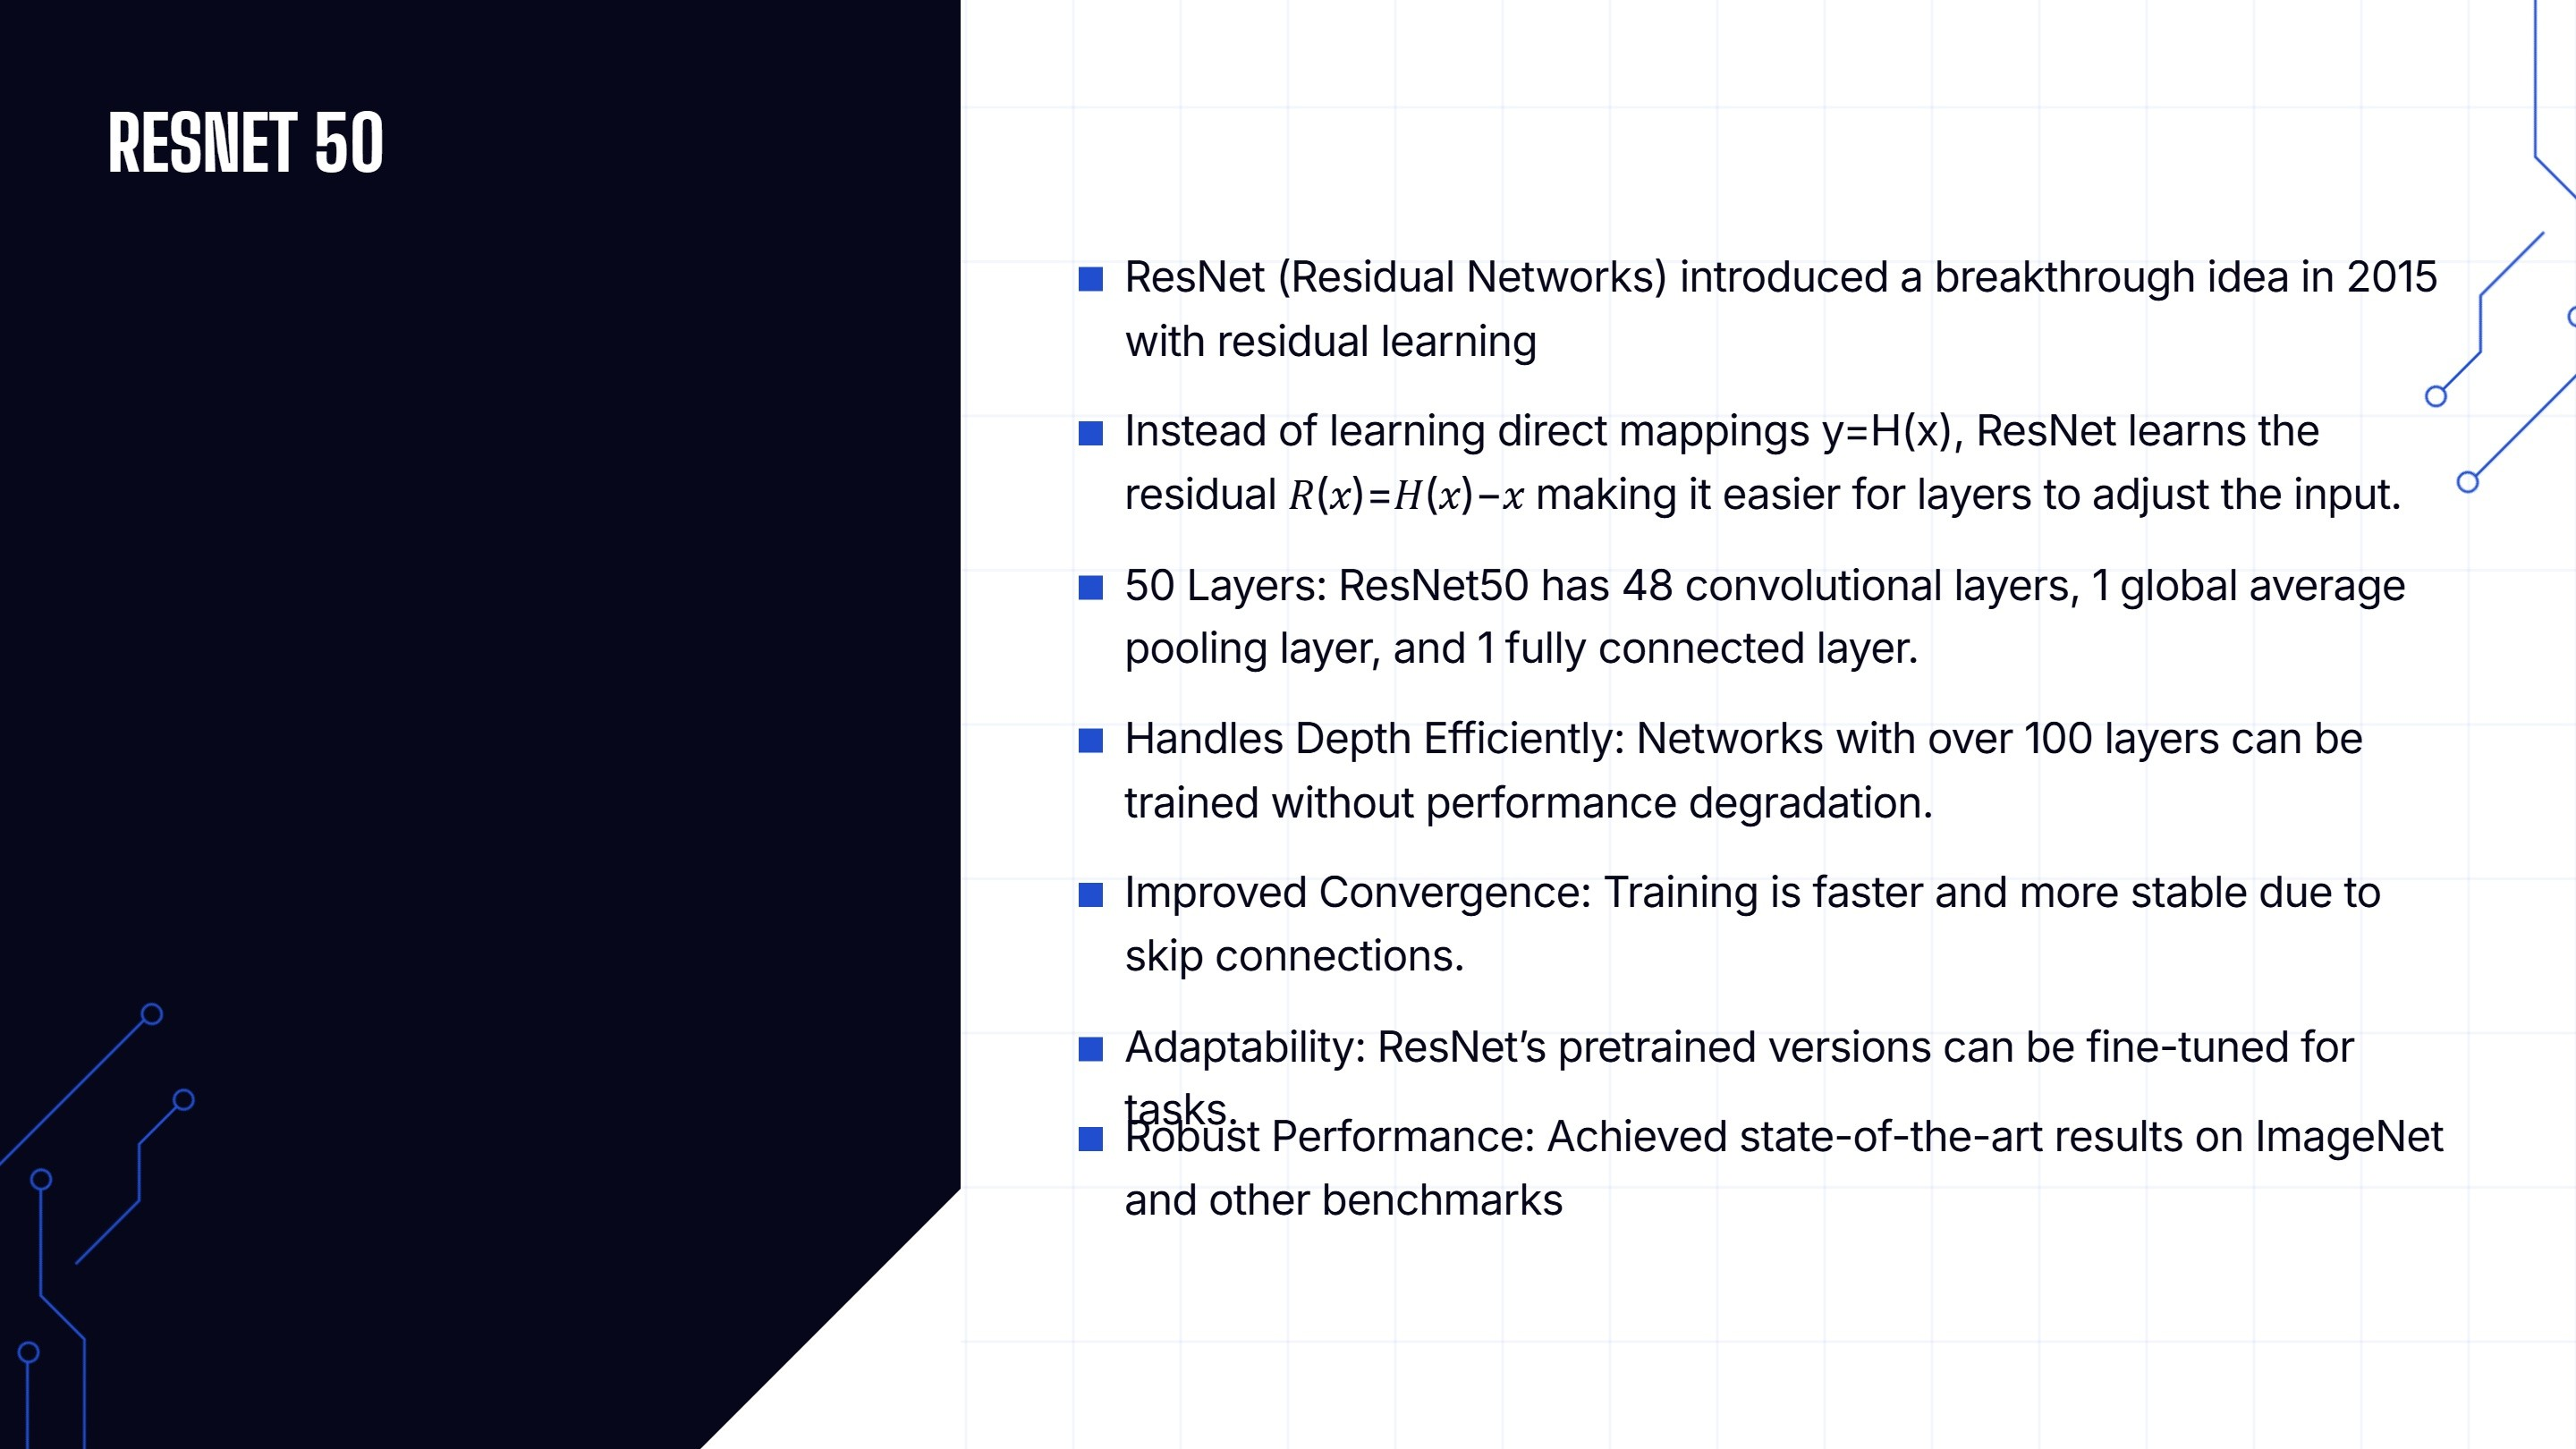 RESNET 50
ResNet (Residual Networks) introduced a breakthrough idea in 2015
with residual learning
Instead of learning direct mappings y=H(x), ResNet learns the
residual R(x)=H(x)−x making it easier for layers to adjust the input.
50 Layers: ResNet50 has 48 convolutional layers, 1 global average
pooling layer, and 1 fully connected layer.
Handles Depth Efficiently: Networks with over 100 layers can be
trained without performance degradation.
Improved Convergence: Training is faster and more stable due to
skip connections.
Adaptability: ResNet’s pretrained versions can be fine-tuned for
tasks.
Robust Performance: Achieved state-of-the-art results on ImageNet
and other benchmarks